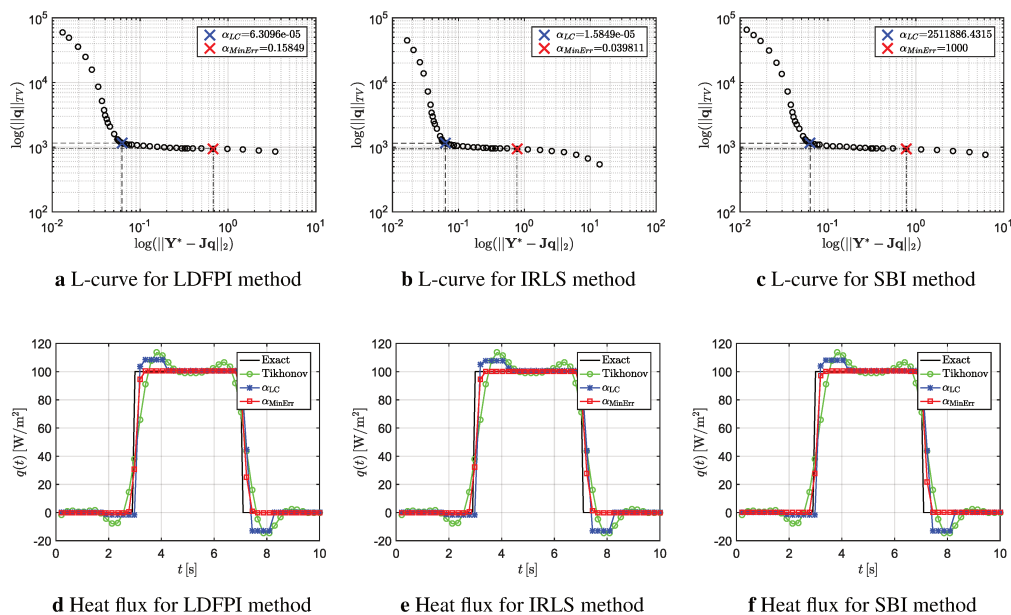 10^5
10^4
10^3
10^2
log(||q||_TV)
α_LC=6.3096e-05
α_MinErr=0.15849
10^-2 10^-1 10^0 10^1
log(||Y* − Jq||_2)
a L-curve for LDFPI method
10^5
10^4
10^3
10^2
log(||q||_TV)
α_LC=1.5849e-05
α_MinErr=0.039811
10^-2 10^-1 10^0 10^1 10^2
log(||Y* − Jq||_2)
b L-curve for IRLS method
10^5
10^4
10^3
10^2
log(||q||_TV)
α_LC=2511886.4315
α_MinErr=1000
10^-2 10^-1 10^0 10^1
log(||Y* − Jq||_2)
c L-curve for SBI method
120
100
80
60
40
20
0
-20
q(t) [W/m²]
Exact
Tikhonov
α_LC
α_MinErr
0 2 4 6 8 10
t [s]
d Heat flux for LDFPI method
120
100
80
60
40
20
0
-20
q(t) [W/m²]
Exact
Tikhonov
α_LC
α_MinErr
0 2 4 6 8 10
t [s]
e Heat flux for IRLS method
120
100
80
60
40
20
0
-20
q(t) [W/m²]
Exact
Tikhonov
α_LC
α_MinErr
0 2 4 6 8 10
t [s]
f Heat flux for SBI method